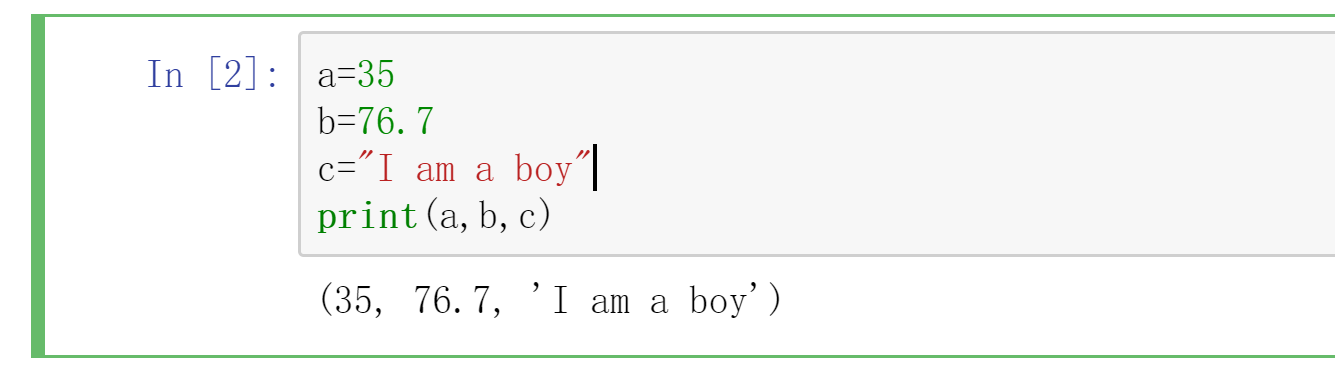 In [2]: a=35
b=76.7
c="I am a boy"
print(a,b,c)
(35, 76.7, 'I am a boy')